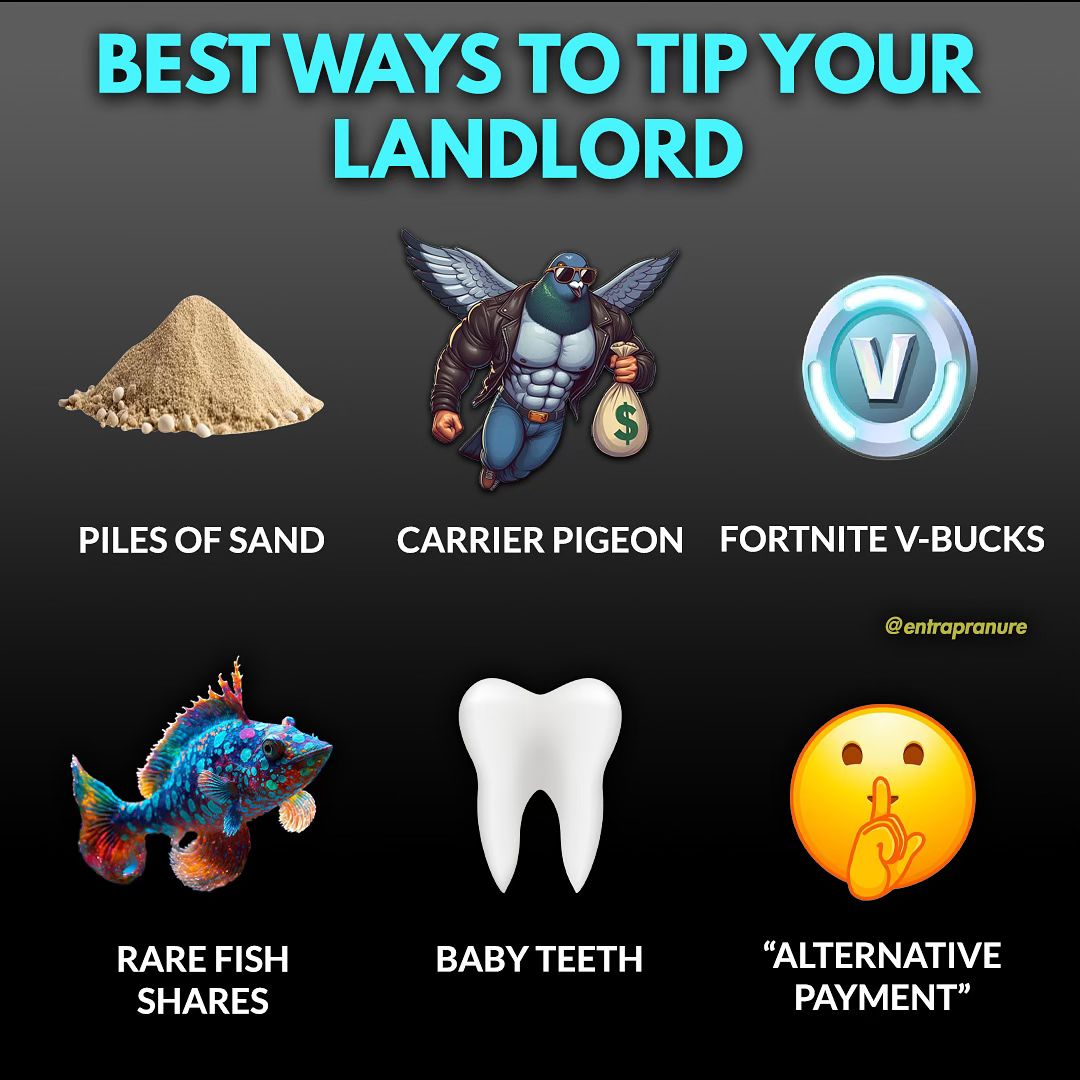 BEST WAYS TO TIP YOUR
LANDLORD
$
V
PILES OF SAND
CARRIER PIGEON
FORTNITE V-BUCKS
@entrapranure
RARE FISH
SHARES
BABY TEETH
“ALTERNATIVE
PAYMENT”